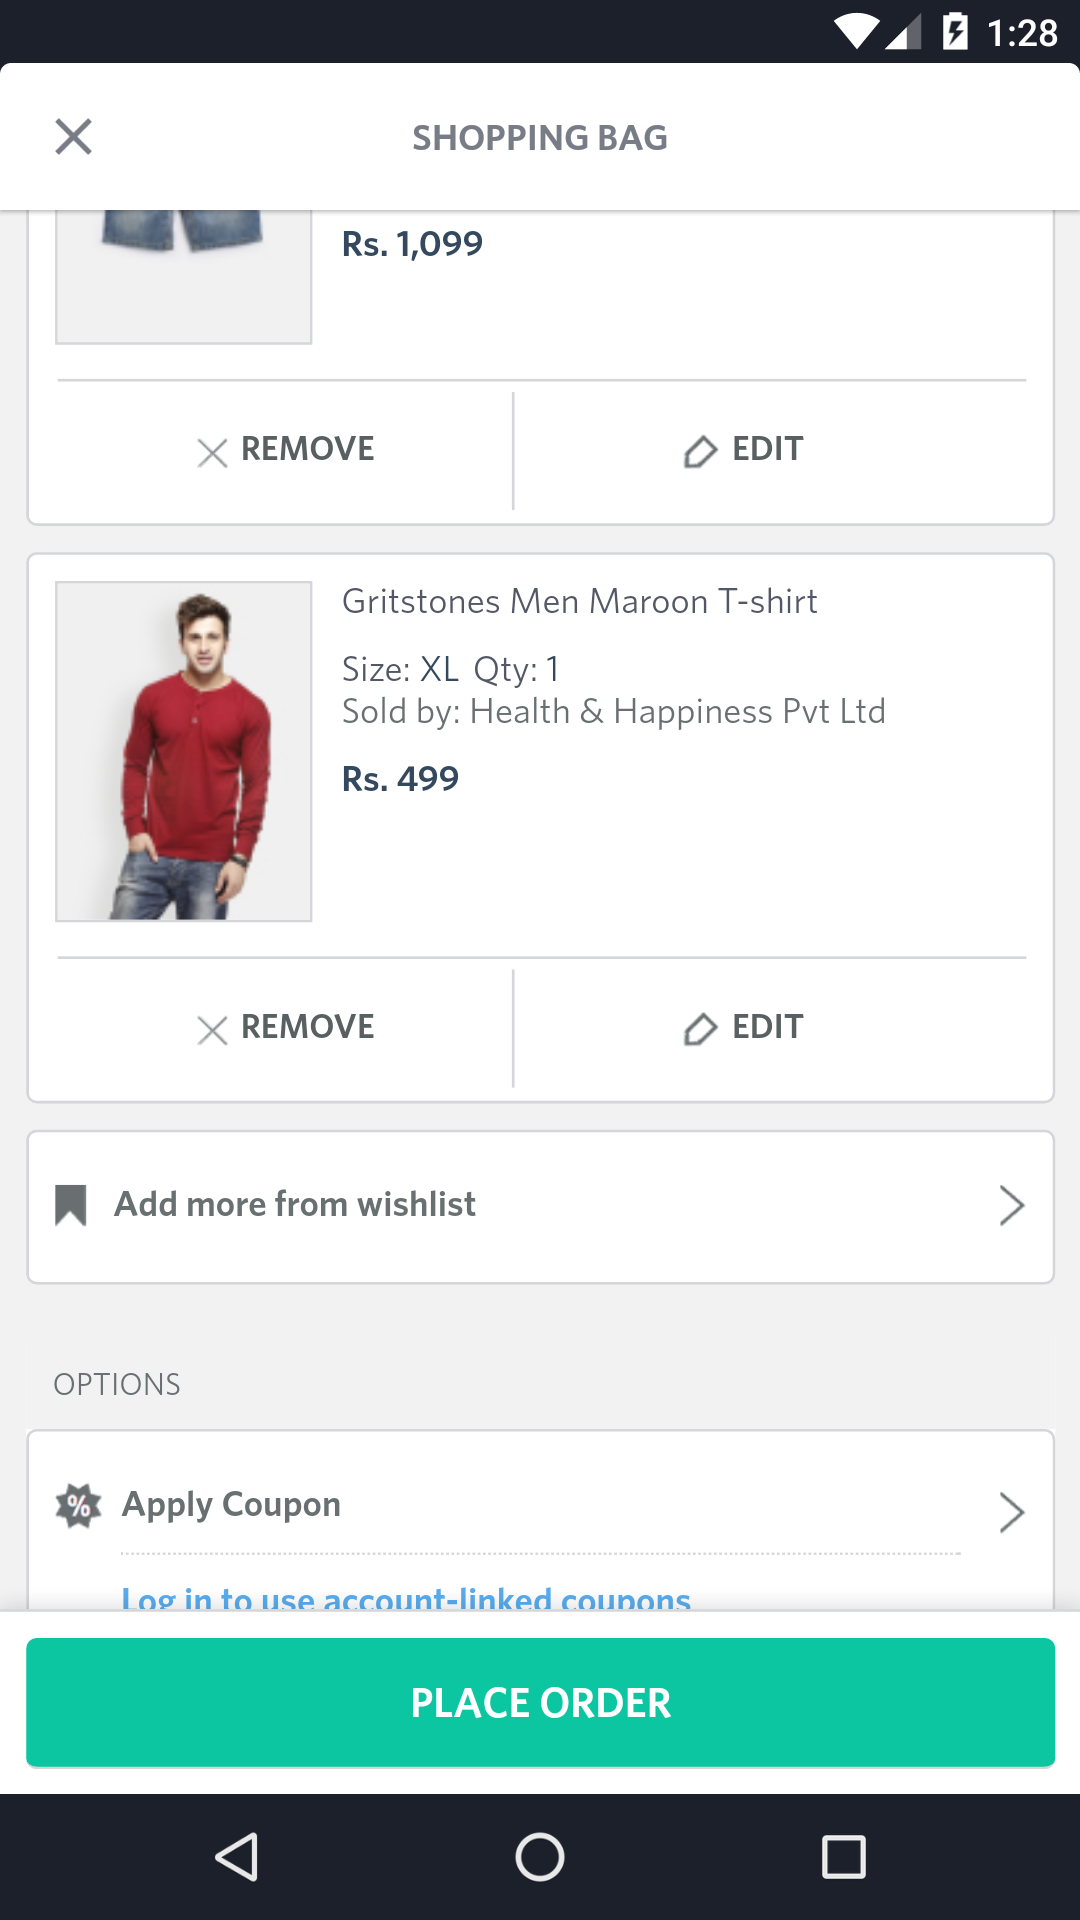 1:28
SHOPPING BAG
Rs. 1,099
REMOVE
EDIT
Gritstones Men Maroon T-shirt
Size: XL Qty: 1
Sold by: Health & Happiness Pvt Ltd
Rs. 499
REMOVE
EDIT
Add more from wishlist
OPTIONS
% Apply Coupon
Log in to use account-linked coupons
PLACE ORDER